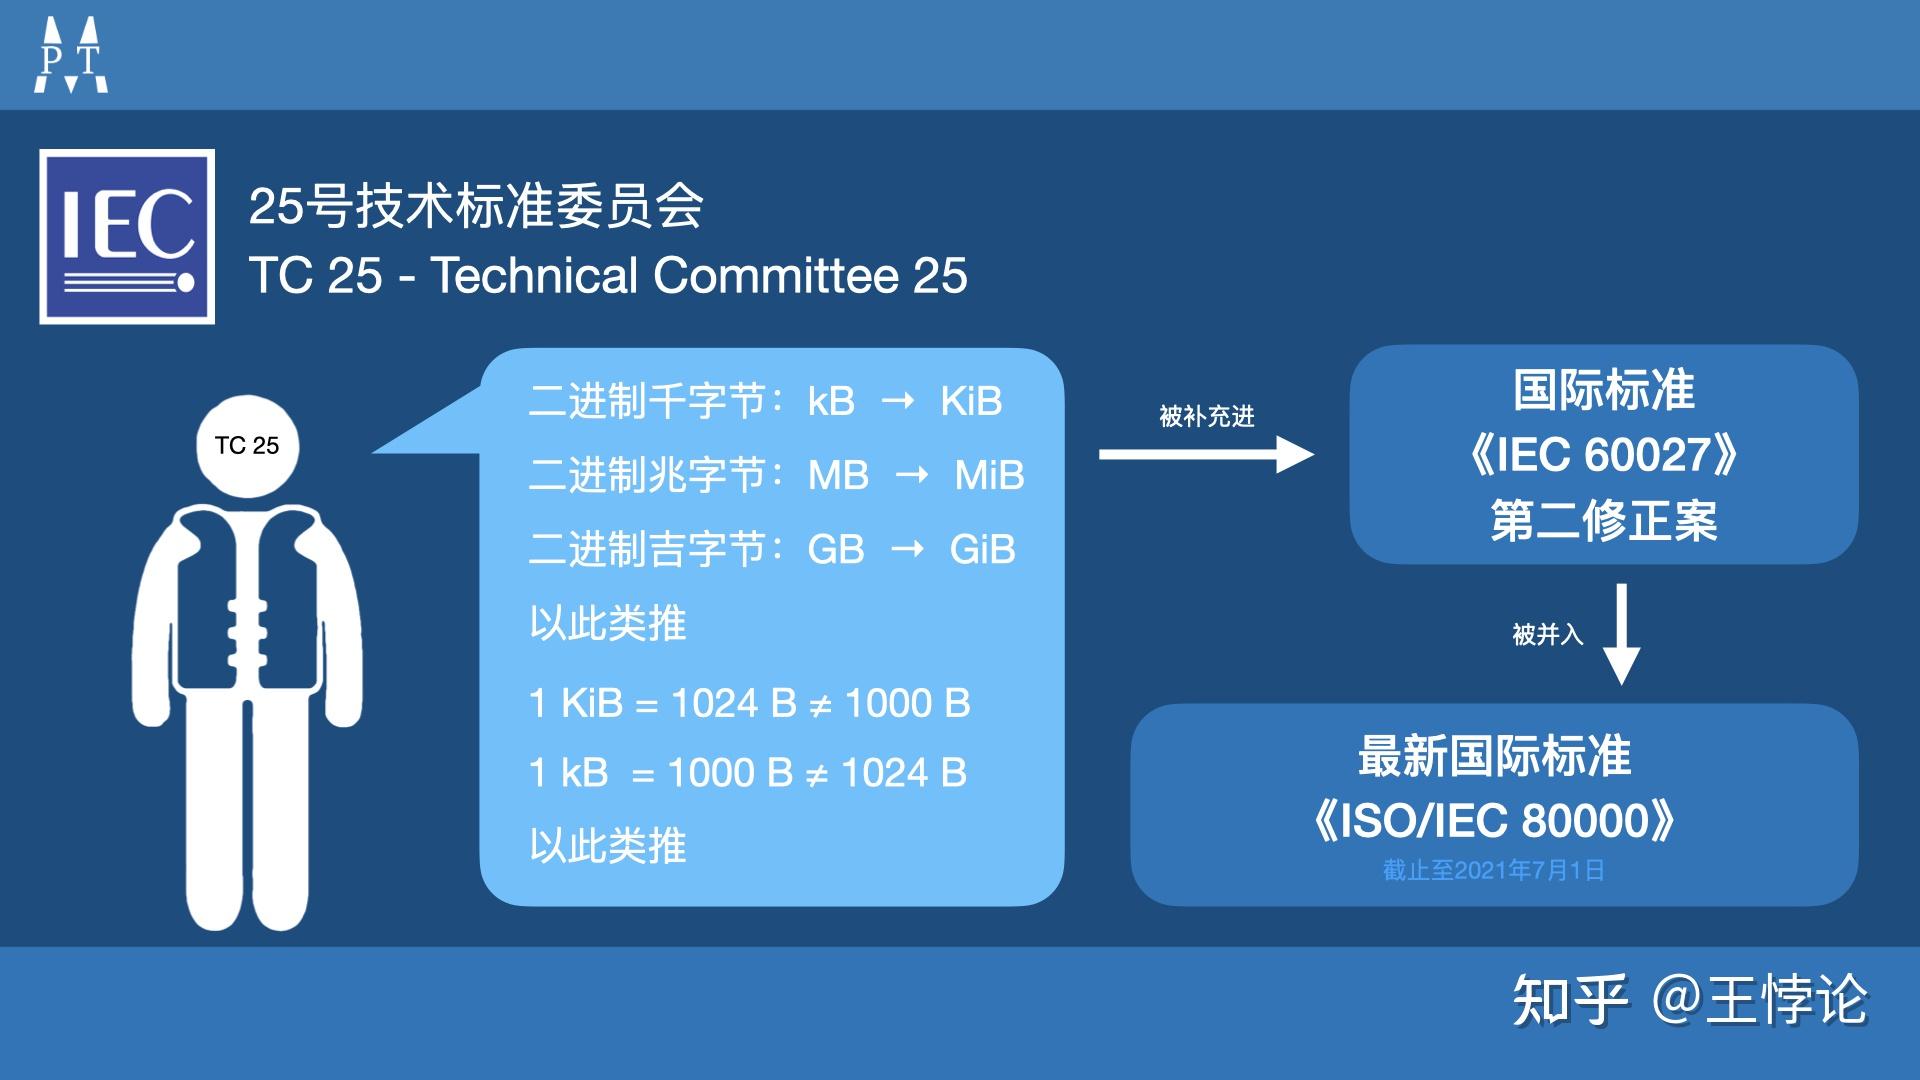 PT
IEC
25号技术标准委员会
TC 25 - Technical Committee 25
TC 25
二进制千字节：kB → KiB
二进制兆字节：MB → MiB
二进制吉字节：GB → GiB
以此类推
1 KiB = 1024 B ≠ 1000 B
1 kB = 1000 B ≠ 1024 B
以此类推
被补充进
国际标准
《IEC 60027》
第二修正案
被并入
最新国际标准
《ISO/IEC 80000》
截止至2021年7月1日
知乎 @王悖论